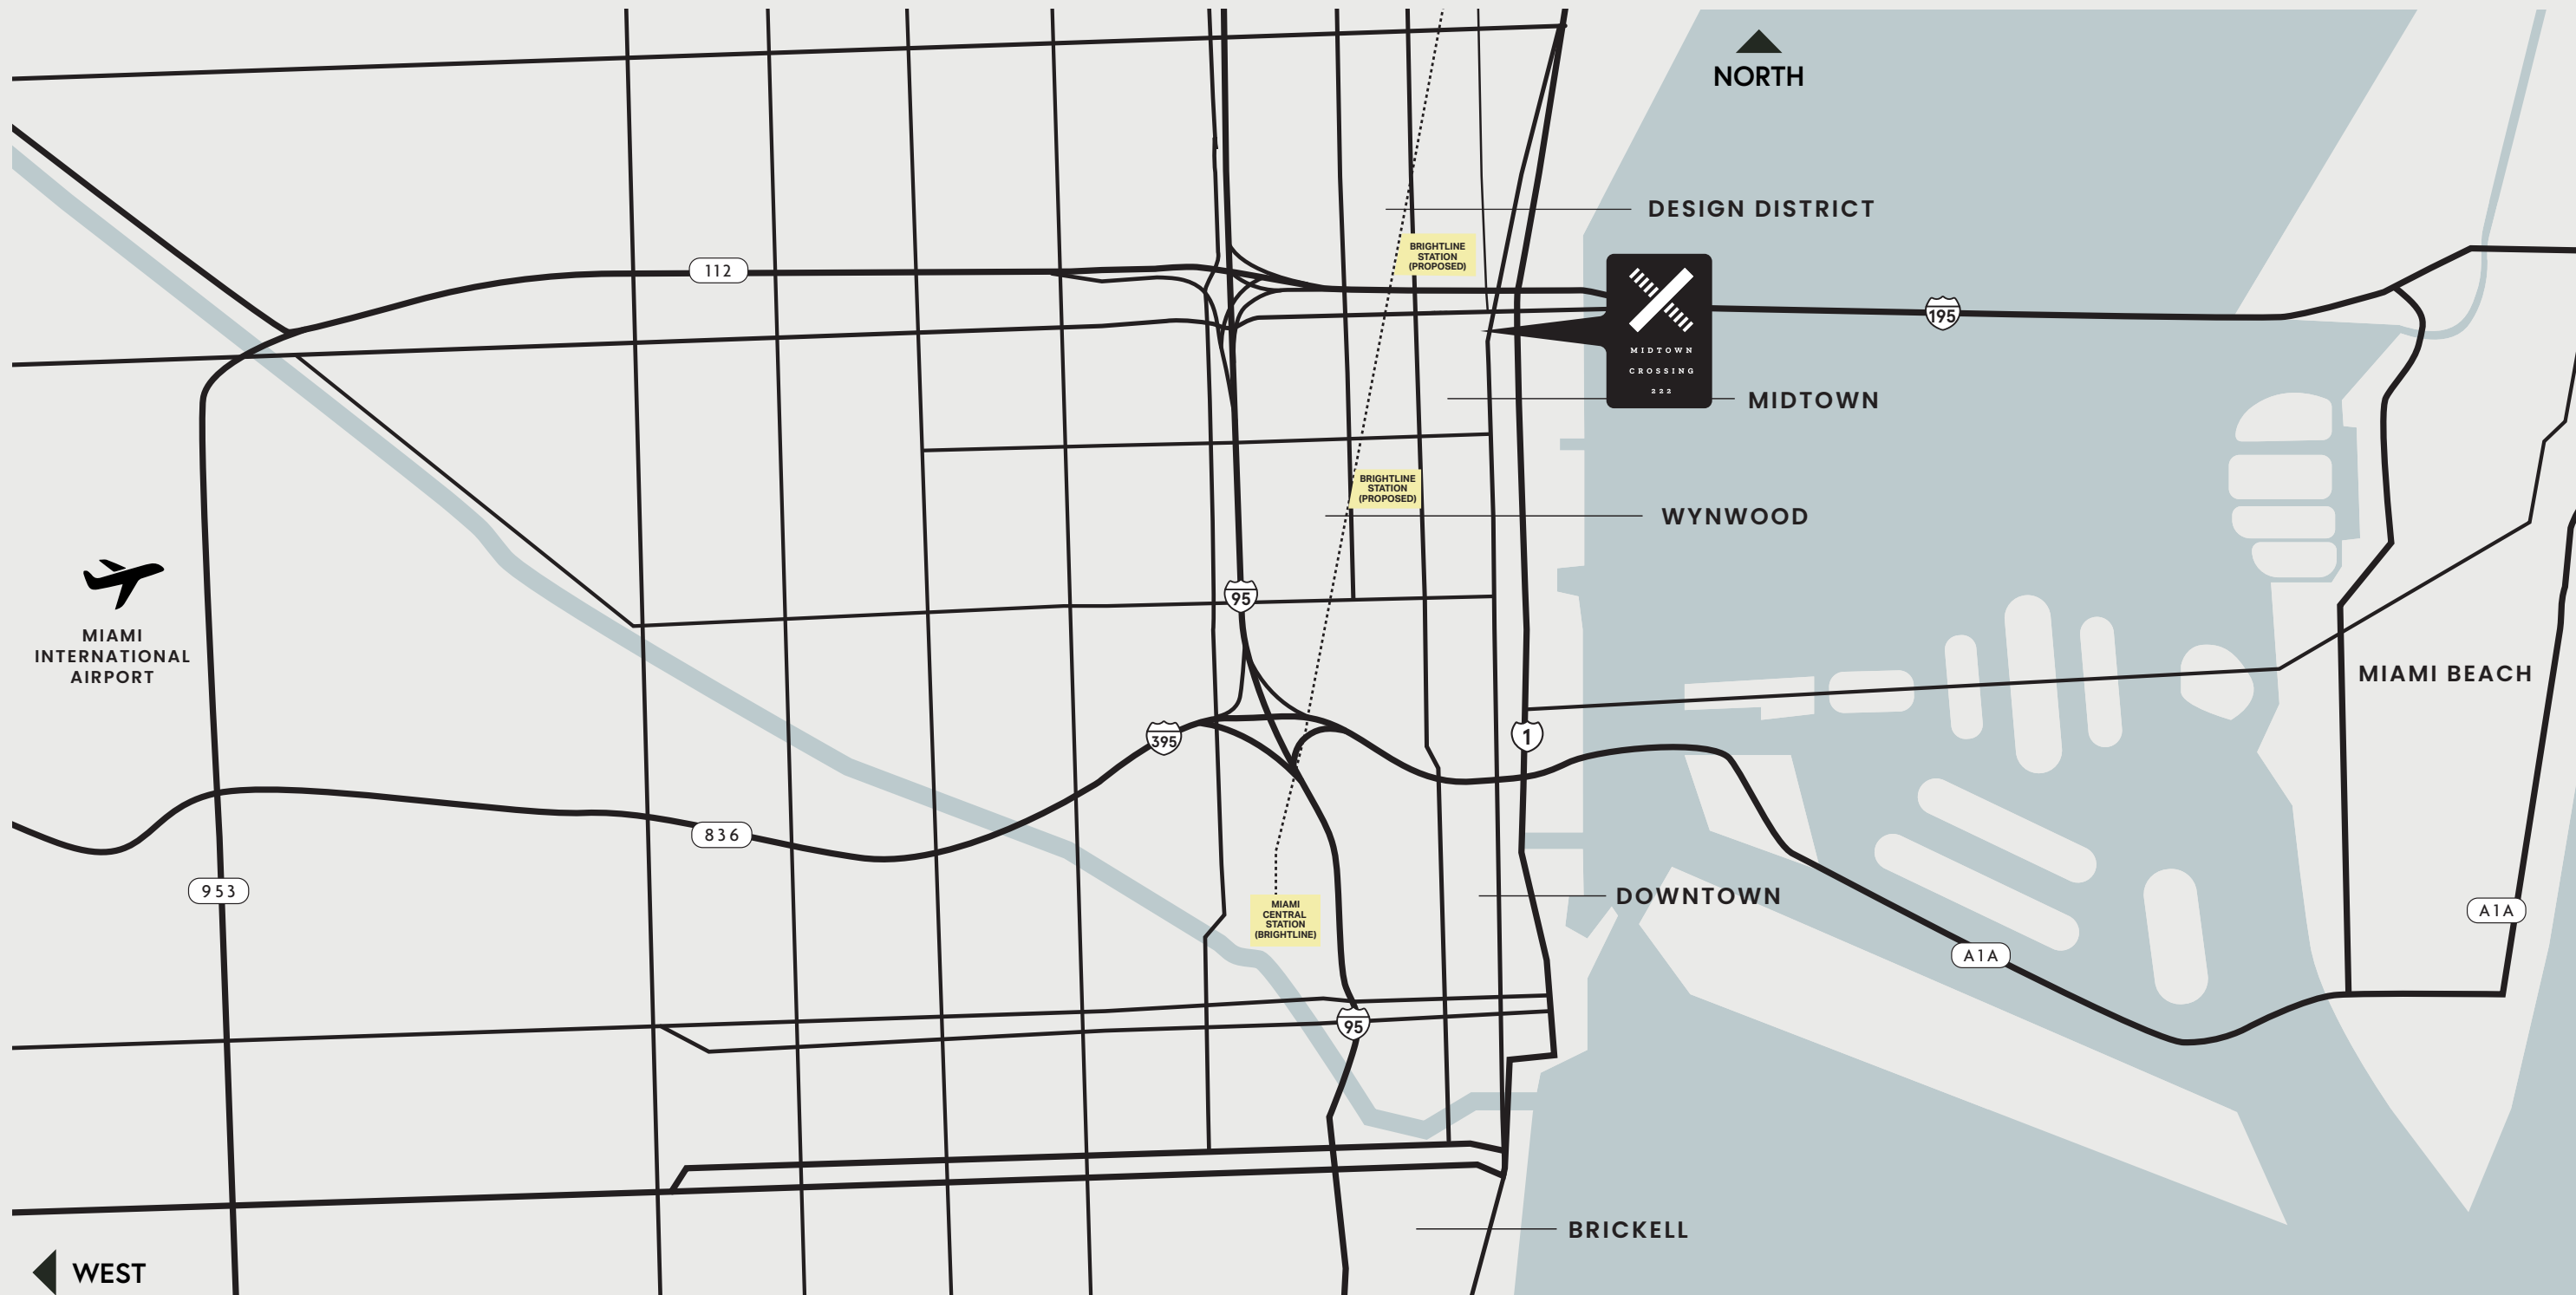 NORTH
DESIGN DISTRICT
BRIGHTLINE
STATION
(PROPOSED)
112
195
MIDTOWN
CROSSING
222
MIDTOWN
BRIGHTLINE
STATION
(PROPOSED)
WYNWOOD
95
MIAMI
INTERNATIONAL
AIRPORT
MIAMI BEACH
395
1
836
953
MIAMI
CENTRAL
STATION
(BRIGHTLINE)
DOWNTOWN
A1A
A1A
95
BRICKELL
WEST